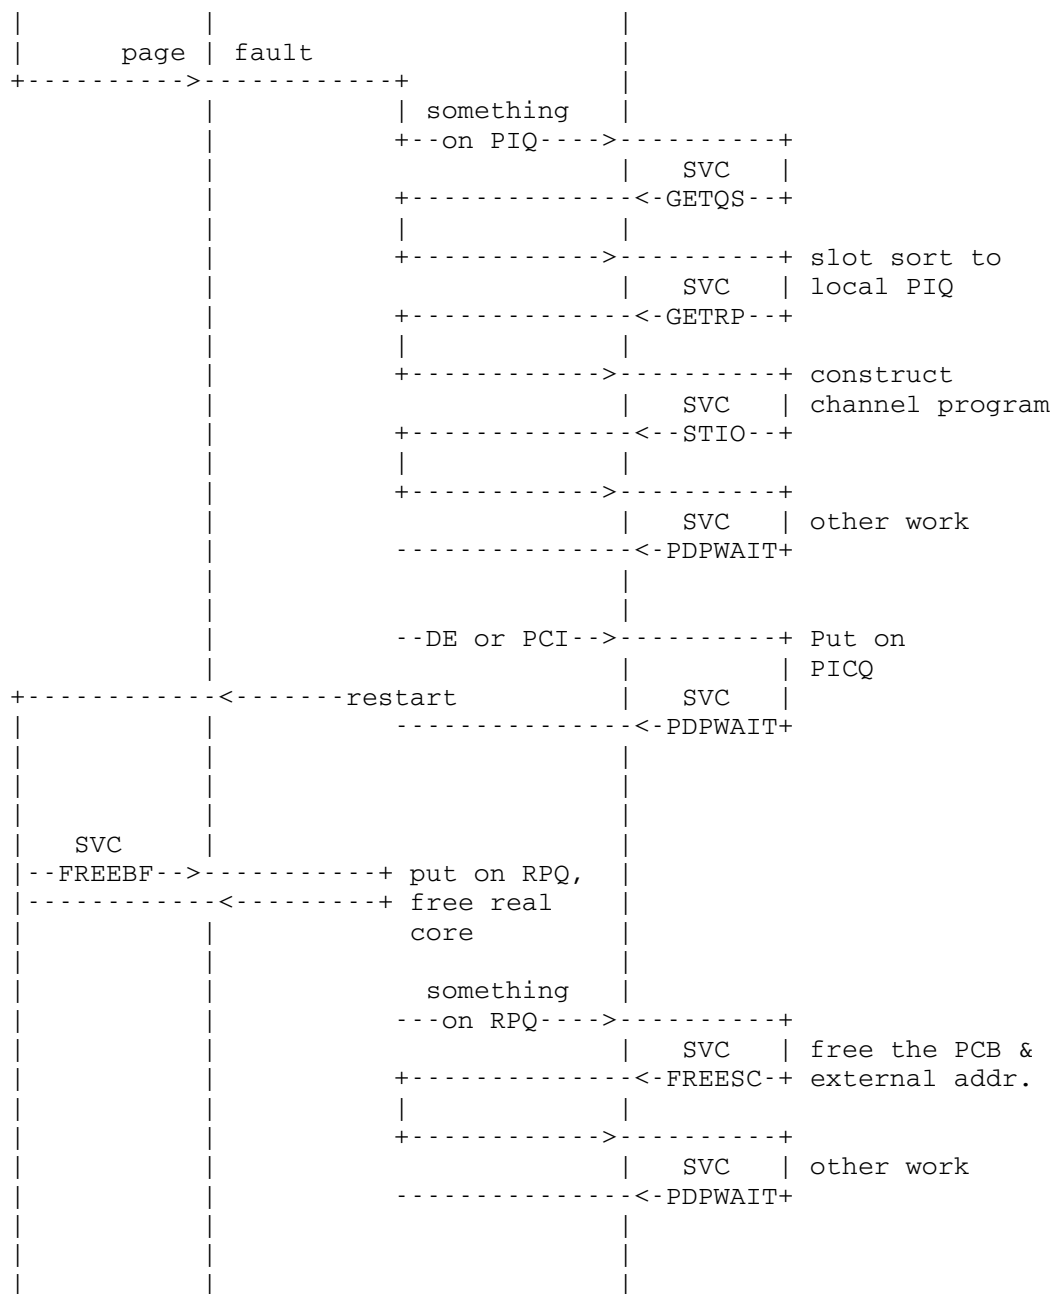 page | fault
something
on PIQ
SVC
GETQS
slot sort to
SVC local PIQ
GETRP
construct
SVC channel program
STIO
SVC other work
PDPWAIT
DE or PCI Put on
PICQ
restart SVC
PDPWAIT
SVC
FREEBF put on RPQ,
free real
core
something
on RPQ
SVC free the PCB &
FREESC external addr.
SVC other work
PDPWAIT